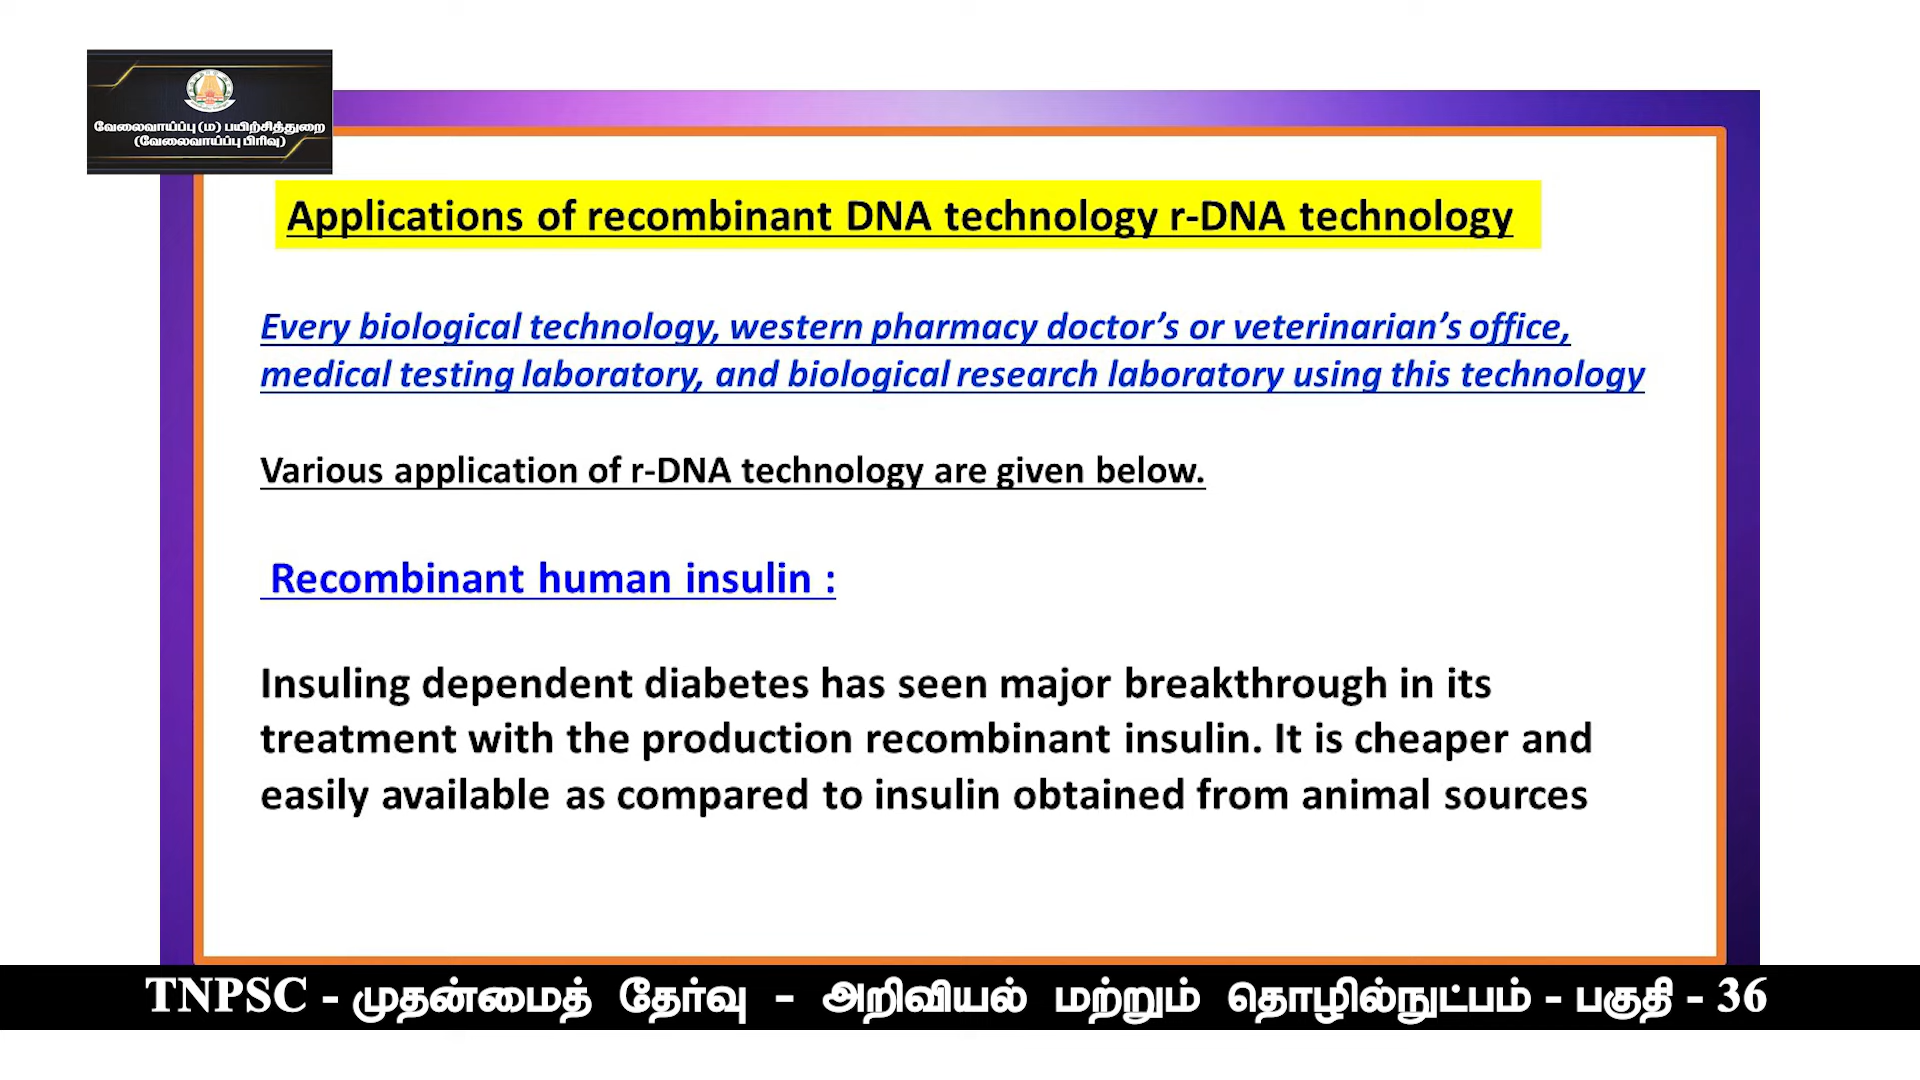 வேலைவாய்ப்பு (ம) பயிற்சித்துறை
(வேலைவாய்ப்பு பிரிவு)
Applications of recombinant DNA technology r-DNA technology
Every biological technology, western pharmacy doctor’s or veterinarian’s office,
medical testing laboratory, and biological research laboratory using this technology
Various application of r-DNA technology are given below.
Recombinant human insulin :
Insuling dependent diabetes has seen major breakthrough in its
treatment with the production recombinant insulin. It is cheaper and
easily available as compared to insulin obtained from animal sources
TNPSC - முதன்மைத் தேர்வு - அறிவியல் மற்றும் தொழில்நுட்பம் - பகுதி - 36